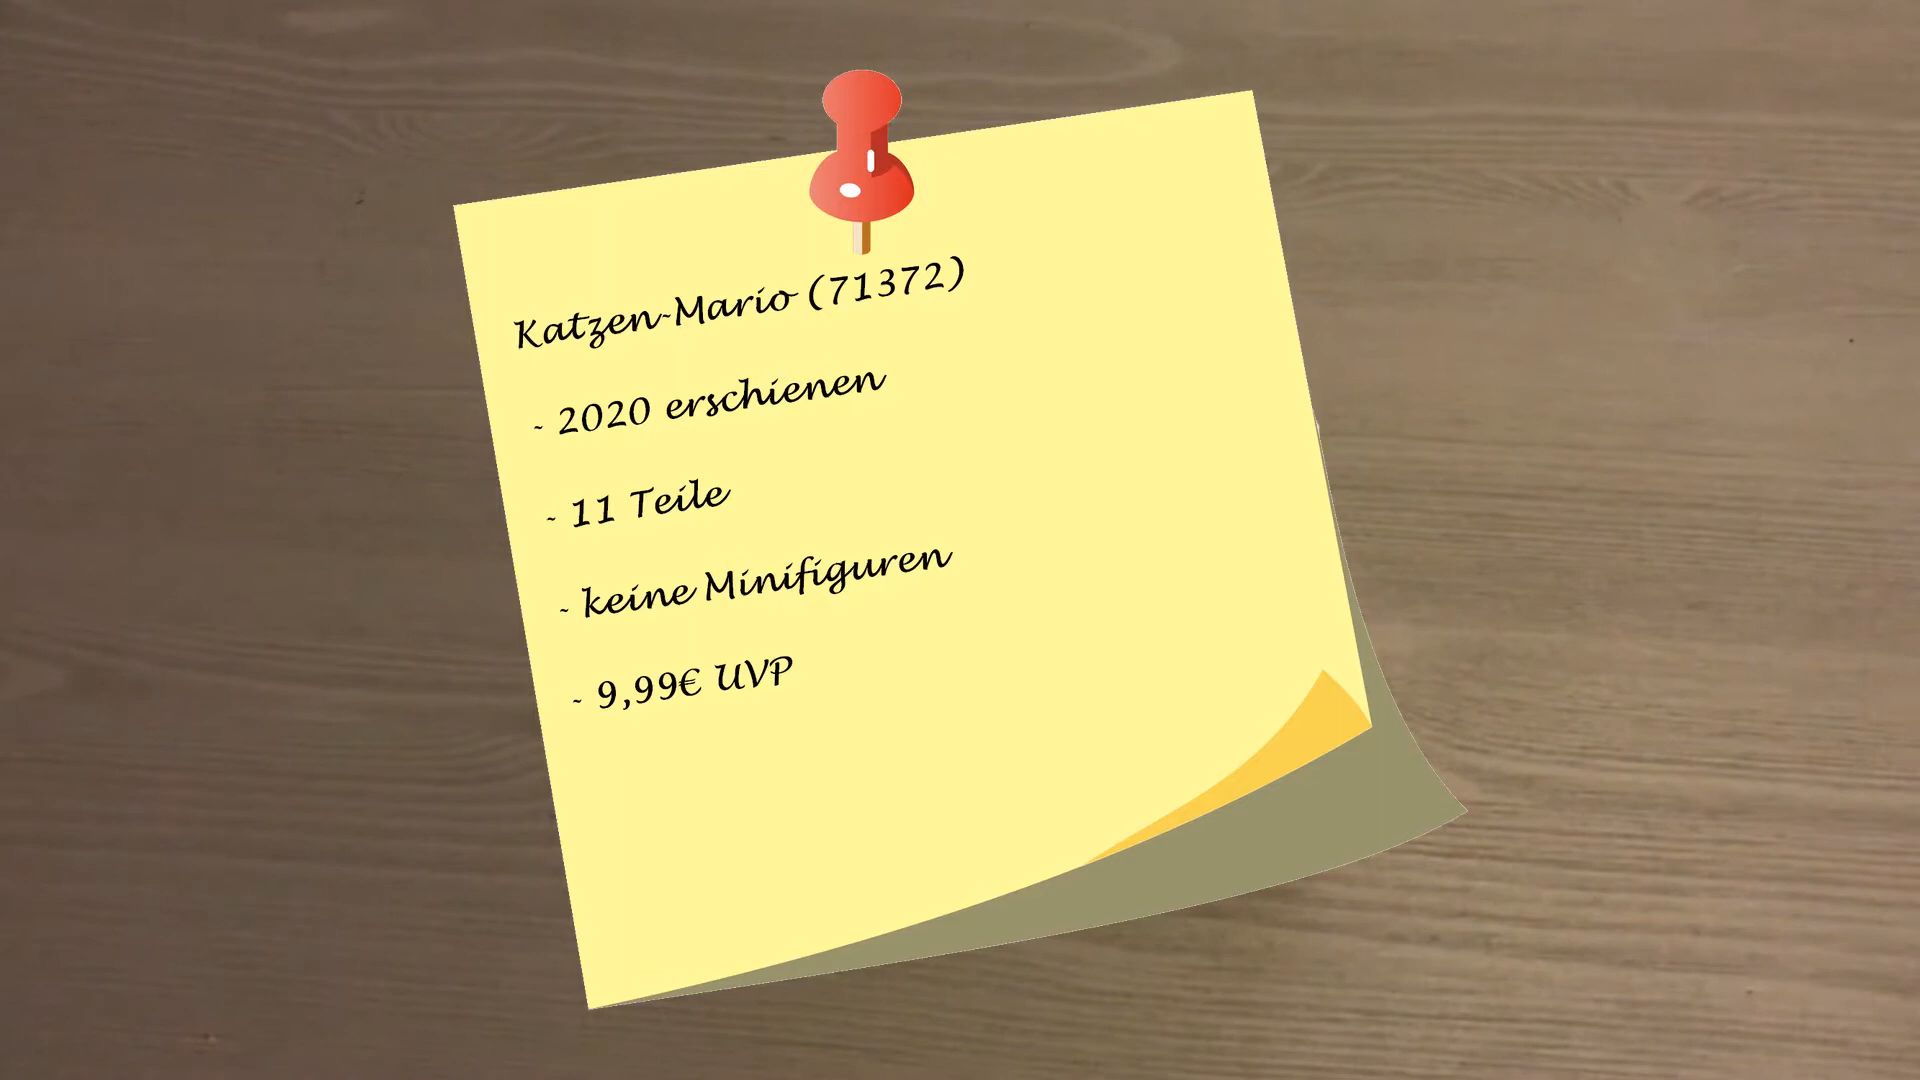 Katzen-Mario (71372)
- 2020 erschienen
- 11 Teile
- keine Minifiguren
- 9,99€ UVP